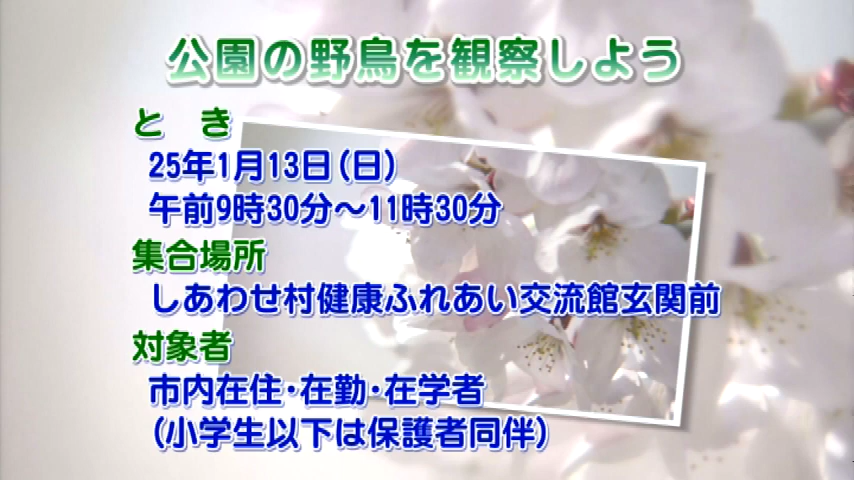 公園の野鳥を観察しよう
と　き
25年1月13日(日)
午前9時30分～11時30分
集合場所
しあわせ村健康ふれあい交流館玄関前
対象者
市内在住・在勤・在学者
(小学生以下は保護者同伴)